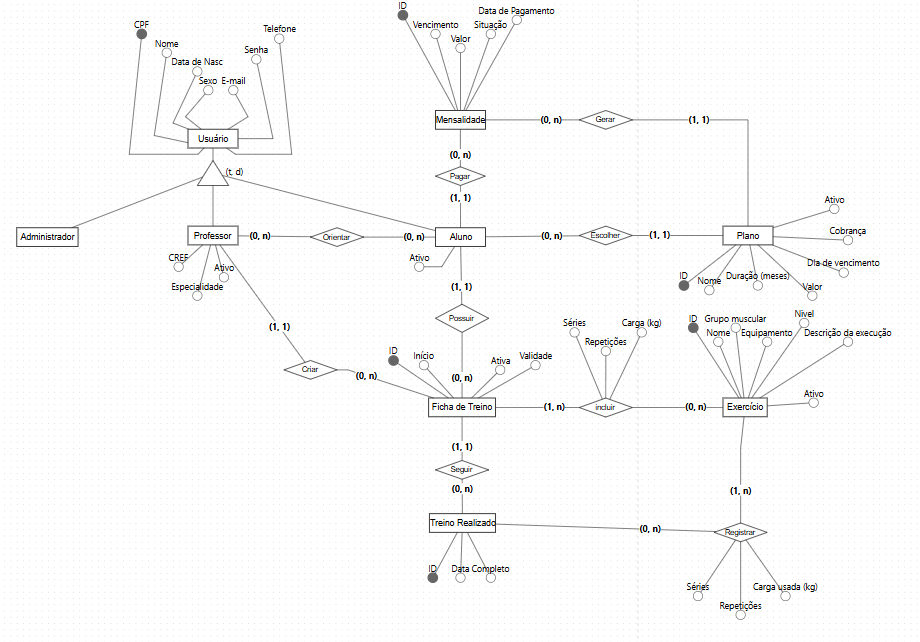 ID
Data de Pagamento
CPF
Vencimento
Situação
Telefone
Valor
Nome
Senha
Data de Nasc
Sexo
E-mail
Mensalidade
(0, n)
Gerar
(1, 1)
Usuário
(0, n)
(t, d)
Pagar
(1, 1)
Ativo
Administrador
Professor
(0, n)
Orientar
(0, n)
Aluno
(0, n)
Escolher
(1, 1)
Plano
Cobrança
CREF
Ativo
Ativo
Dia de vencimento
Especialidade
(1, 1)
ID
Nome
Duração (meses)
Valor
Possuir
(1, 1)
Séries
Carga (kg)
ID
Grupo muscular
Nivel
Repetições
Nome
Equipamento
Descrição da execução
ID
Início
Ativa
Validade
Criar
(0, n)
(0, n)
Ativo
Ficha de Treino
(1, n)
incluir
(0, n)
Exercício
(1, 1)
Seguir
(0, n)
(1, n)
Treino Realizado
(0, n)
Registrar
ID
Data
Completo
Séries
Carga usada (kg)
Repetições